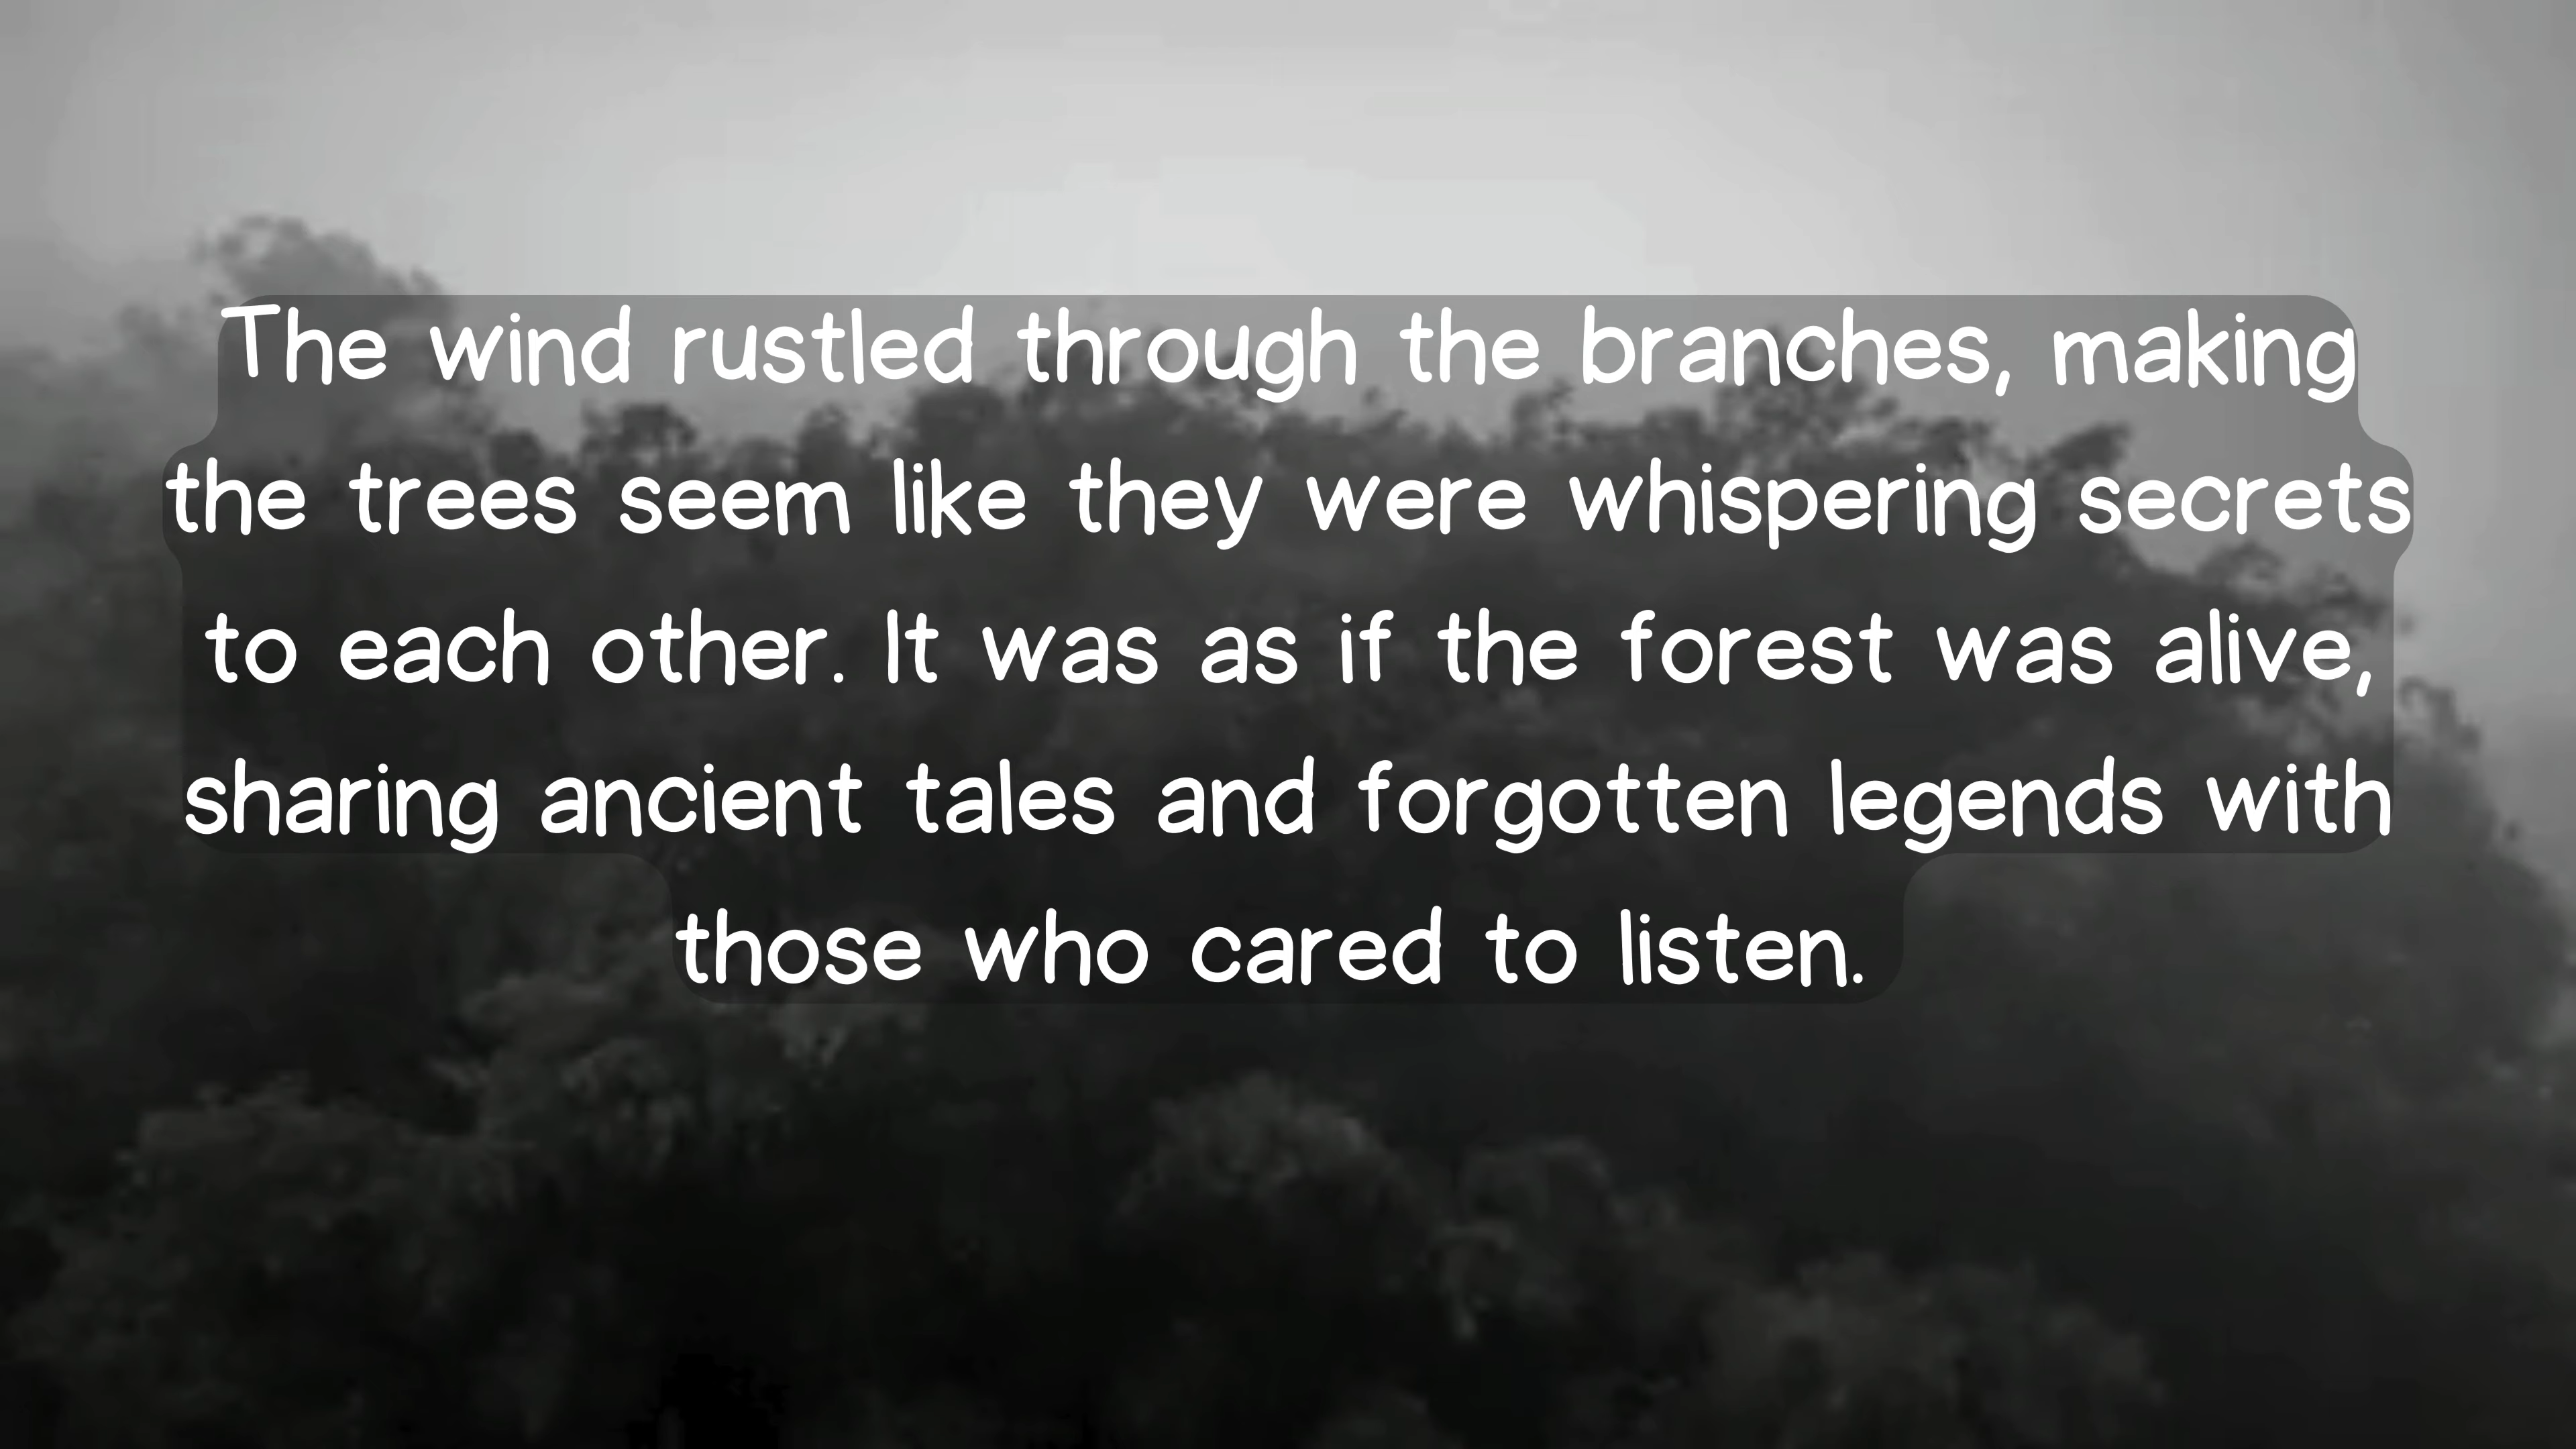 The wind rustled through the branches, making
the trees seem like they were whispering secrets
to each other. It was as if the forest was alive,
sharing ancient tales and forgotten legends with
those who cared to listen.